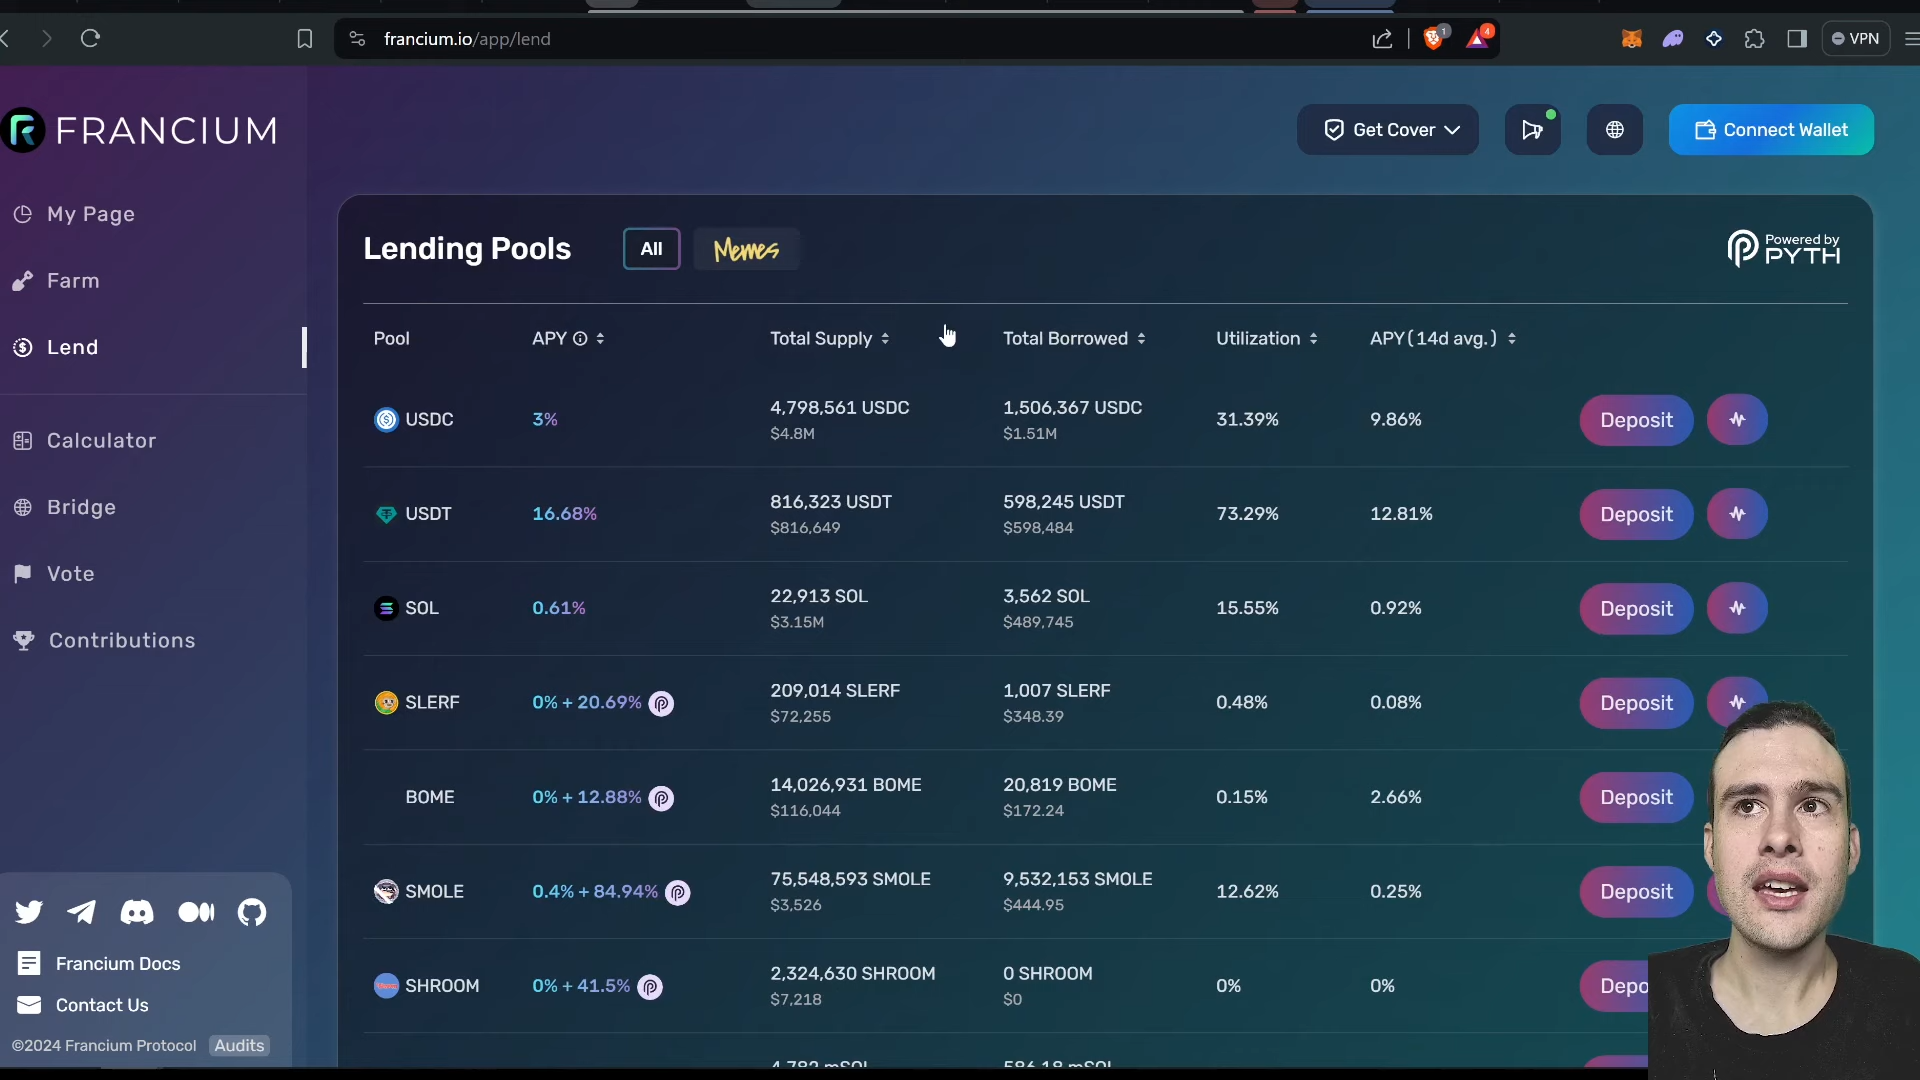 francium.io/app/lend
1
4
VPN
FRANCIUM
Get Cover
Connect Wallet
My Page
Farm
Lend
Calculator
Bridge
Vote
Contributions
Lending Pools
All
Memes
Powered by
PYTH
Pool
APY
Total Supply
Total Borrowed
Utilization
APY(14d avg.)
USDC
3%
4,798,561 USDC
$4.8M
1,506,367 USDC
$1.51M
31.39%
9.86%
Deposit
USDT
16.68%
816,323 USDT
$816,649
598,245 USDT
$598,484
73.29%
12.81%
Deposit
SOL
0.61%
22,913 SOL
$3.15M
3,562 SOL
$489,745
15.55%
0.92%
Deposit
SLERF
0% + 20.69%
209,014 SLERF
$72,255
1,007 SLERF
$348.39
0.48%
0.08%
Deposit
BOME
0% + 12.88%
14,026,931 BOME
$116,044
20,819 BOME
$172.24
0.15%
2.66%
Deposit
SMOLE
0.4% + 84.94%
75,548,593 SMOLE
$3,526
9,532,153 SMOLE
$444.95
12.62%
0.25%
Deposit
SHROOM
0% + 41.5%
2,324,630 SHROOM
$7,218
0 SHROOM
$0
0%
0%
Depo
4,782 mSOL
586.18 mSOL
Francium Docs
Contact Us
©2024 Francium Protocol
Audits